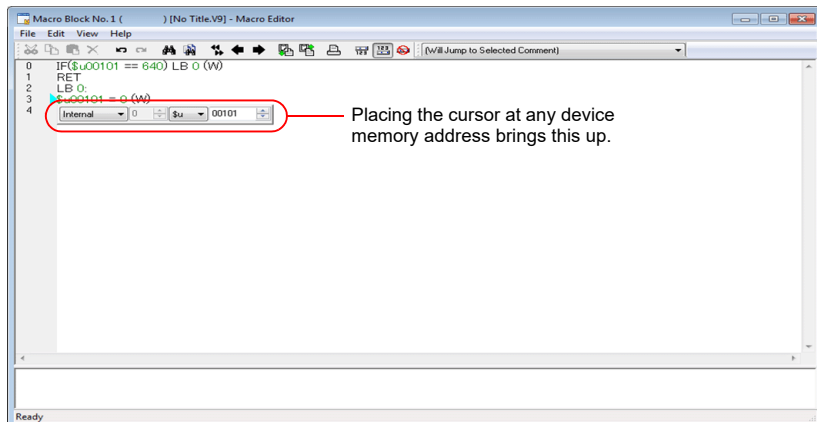 Macro Block No. 1 ( ) [No Title.V9] - Macro Editor
File Edit View Help
(Will Jump to Selected Comment)
0 IF($u00101 == 640) LB 0 (W)
1 RET
2 LB 0:
3 $u00101 = 0 (W)
4
Internal 0 $u 00101
Placing the cursor at any device
memory address brings this up.
Ready